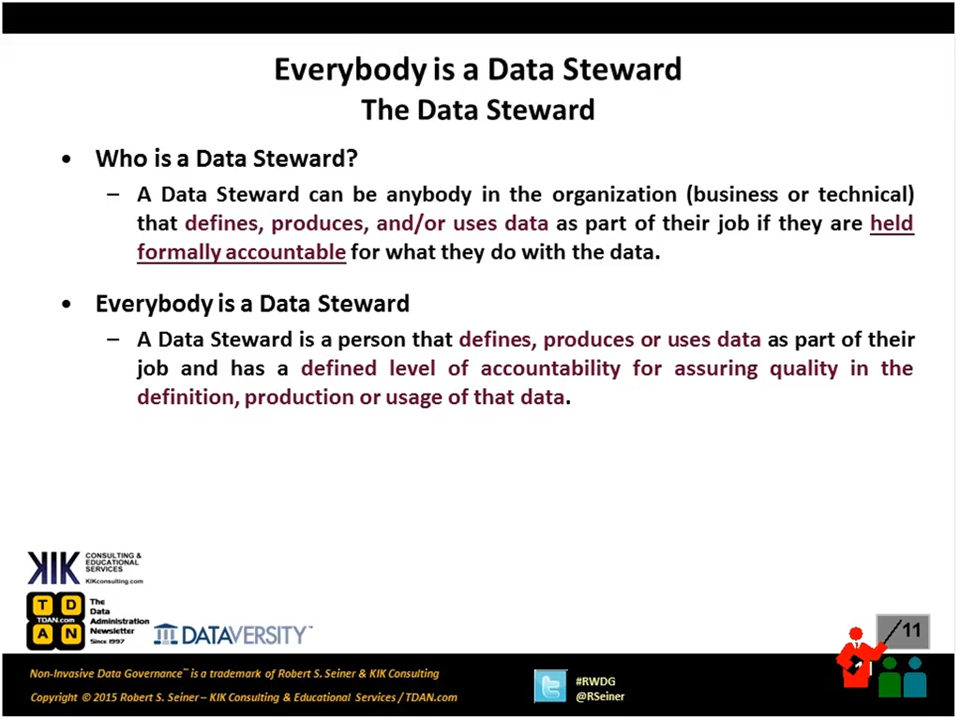 Everybody is a Data Steward
The Data Steward
• Who is a Data Steward?
– A Data Steward can be anybody in the organization (business or technical)
that defines, produces, and/or uses data as part of their job if they are held
formally accountable for what they do with the data.
• Everybody is a Data Steward
– A Data Steward is a person that defines, produces or uses data as part of their
job and has a defined level of accountability for assuring quality in the
definition, production or usage of that data.
KIK CONSULTING &
EDUCATIONAL
SERVICES
KIKconsulting.com
T D
TDAN.com
A N
The
Data
Administration
Newsletter
Since 1997
DATAVERSITY™
/11
Non-Invasive Data Governance™ is a trademark of Robert S. Seiner & KIK Consulting
Copyright © 2015 Robert S. Seiner – KIK Consulting & Educational Services / TDAN.com
#RWDG
@RSeiner